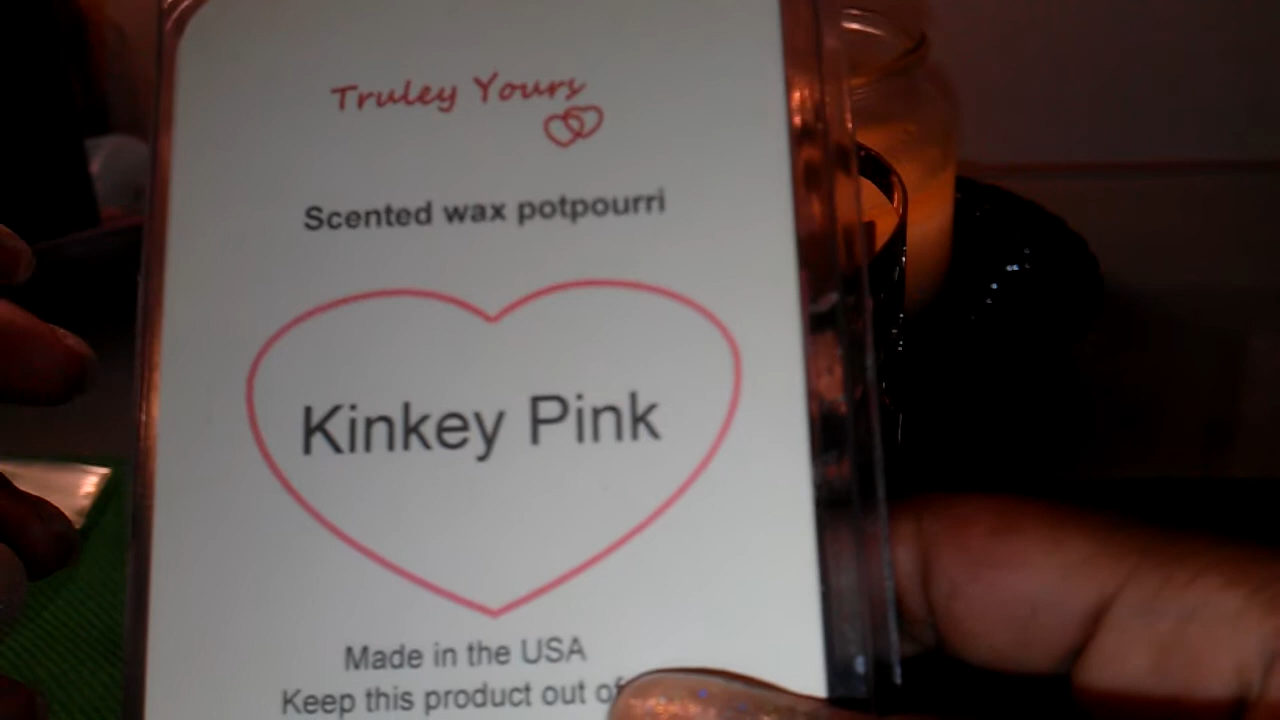 Truley Yours
Scented wax potpourri
Kinkey Pink
Made in the USA
Keep this product out of